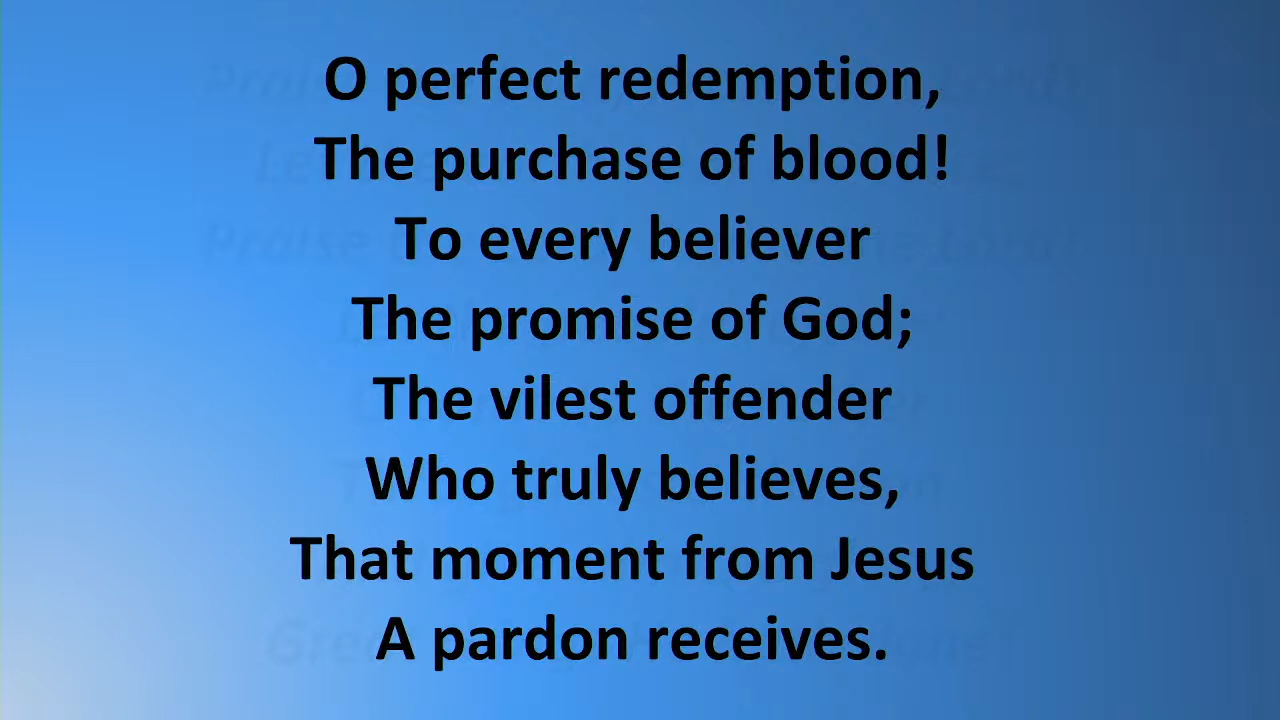 O perfect redemption,
The purchase of blood!
To every believer
The promise of God;
The vilest offender
Who truly believes,
That moment from Jesus
A pardon receives.